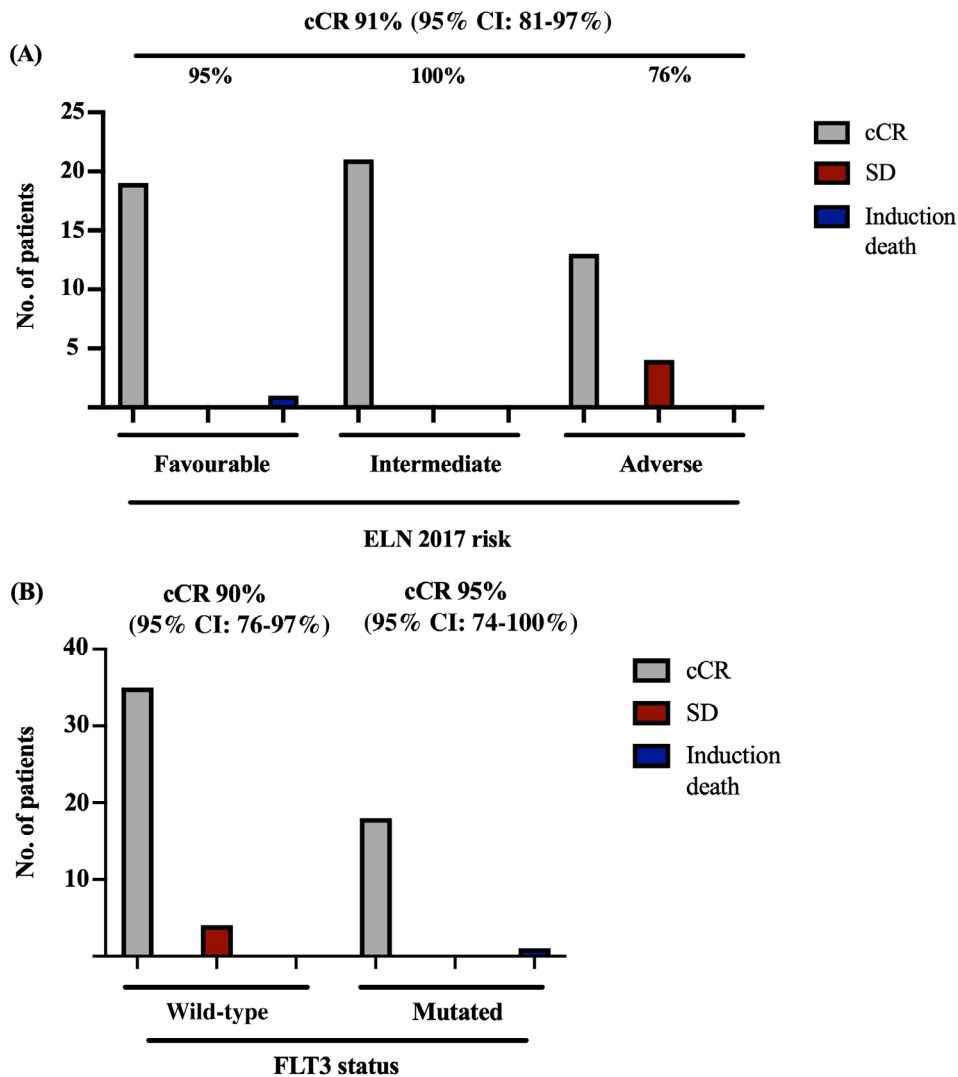 cCR 91% (95% CI: 81-97%)
(A)
95% 100% 76%
25
20
15
10
5
No. of patients
cCR
SD
Induction
death
Favourable Intermediate Adverse
ELN 2017 risk
(B)
cCR 90%
(95% CI: 76-97%)
cCR 95%
(95% CI: 74-100%)
40
30
20
10
No. of patients
cCR
SD
Induction
death
Wild-type Mutated
FLT3 status